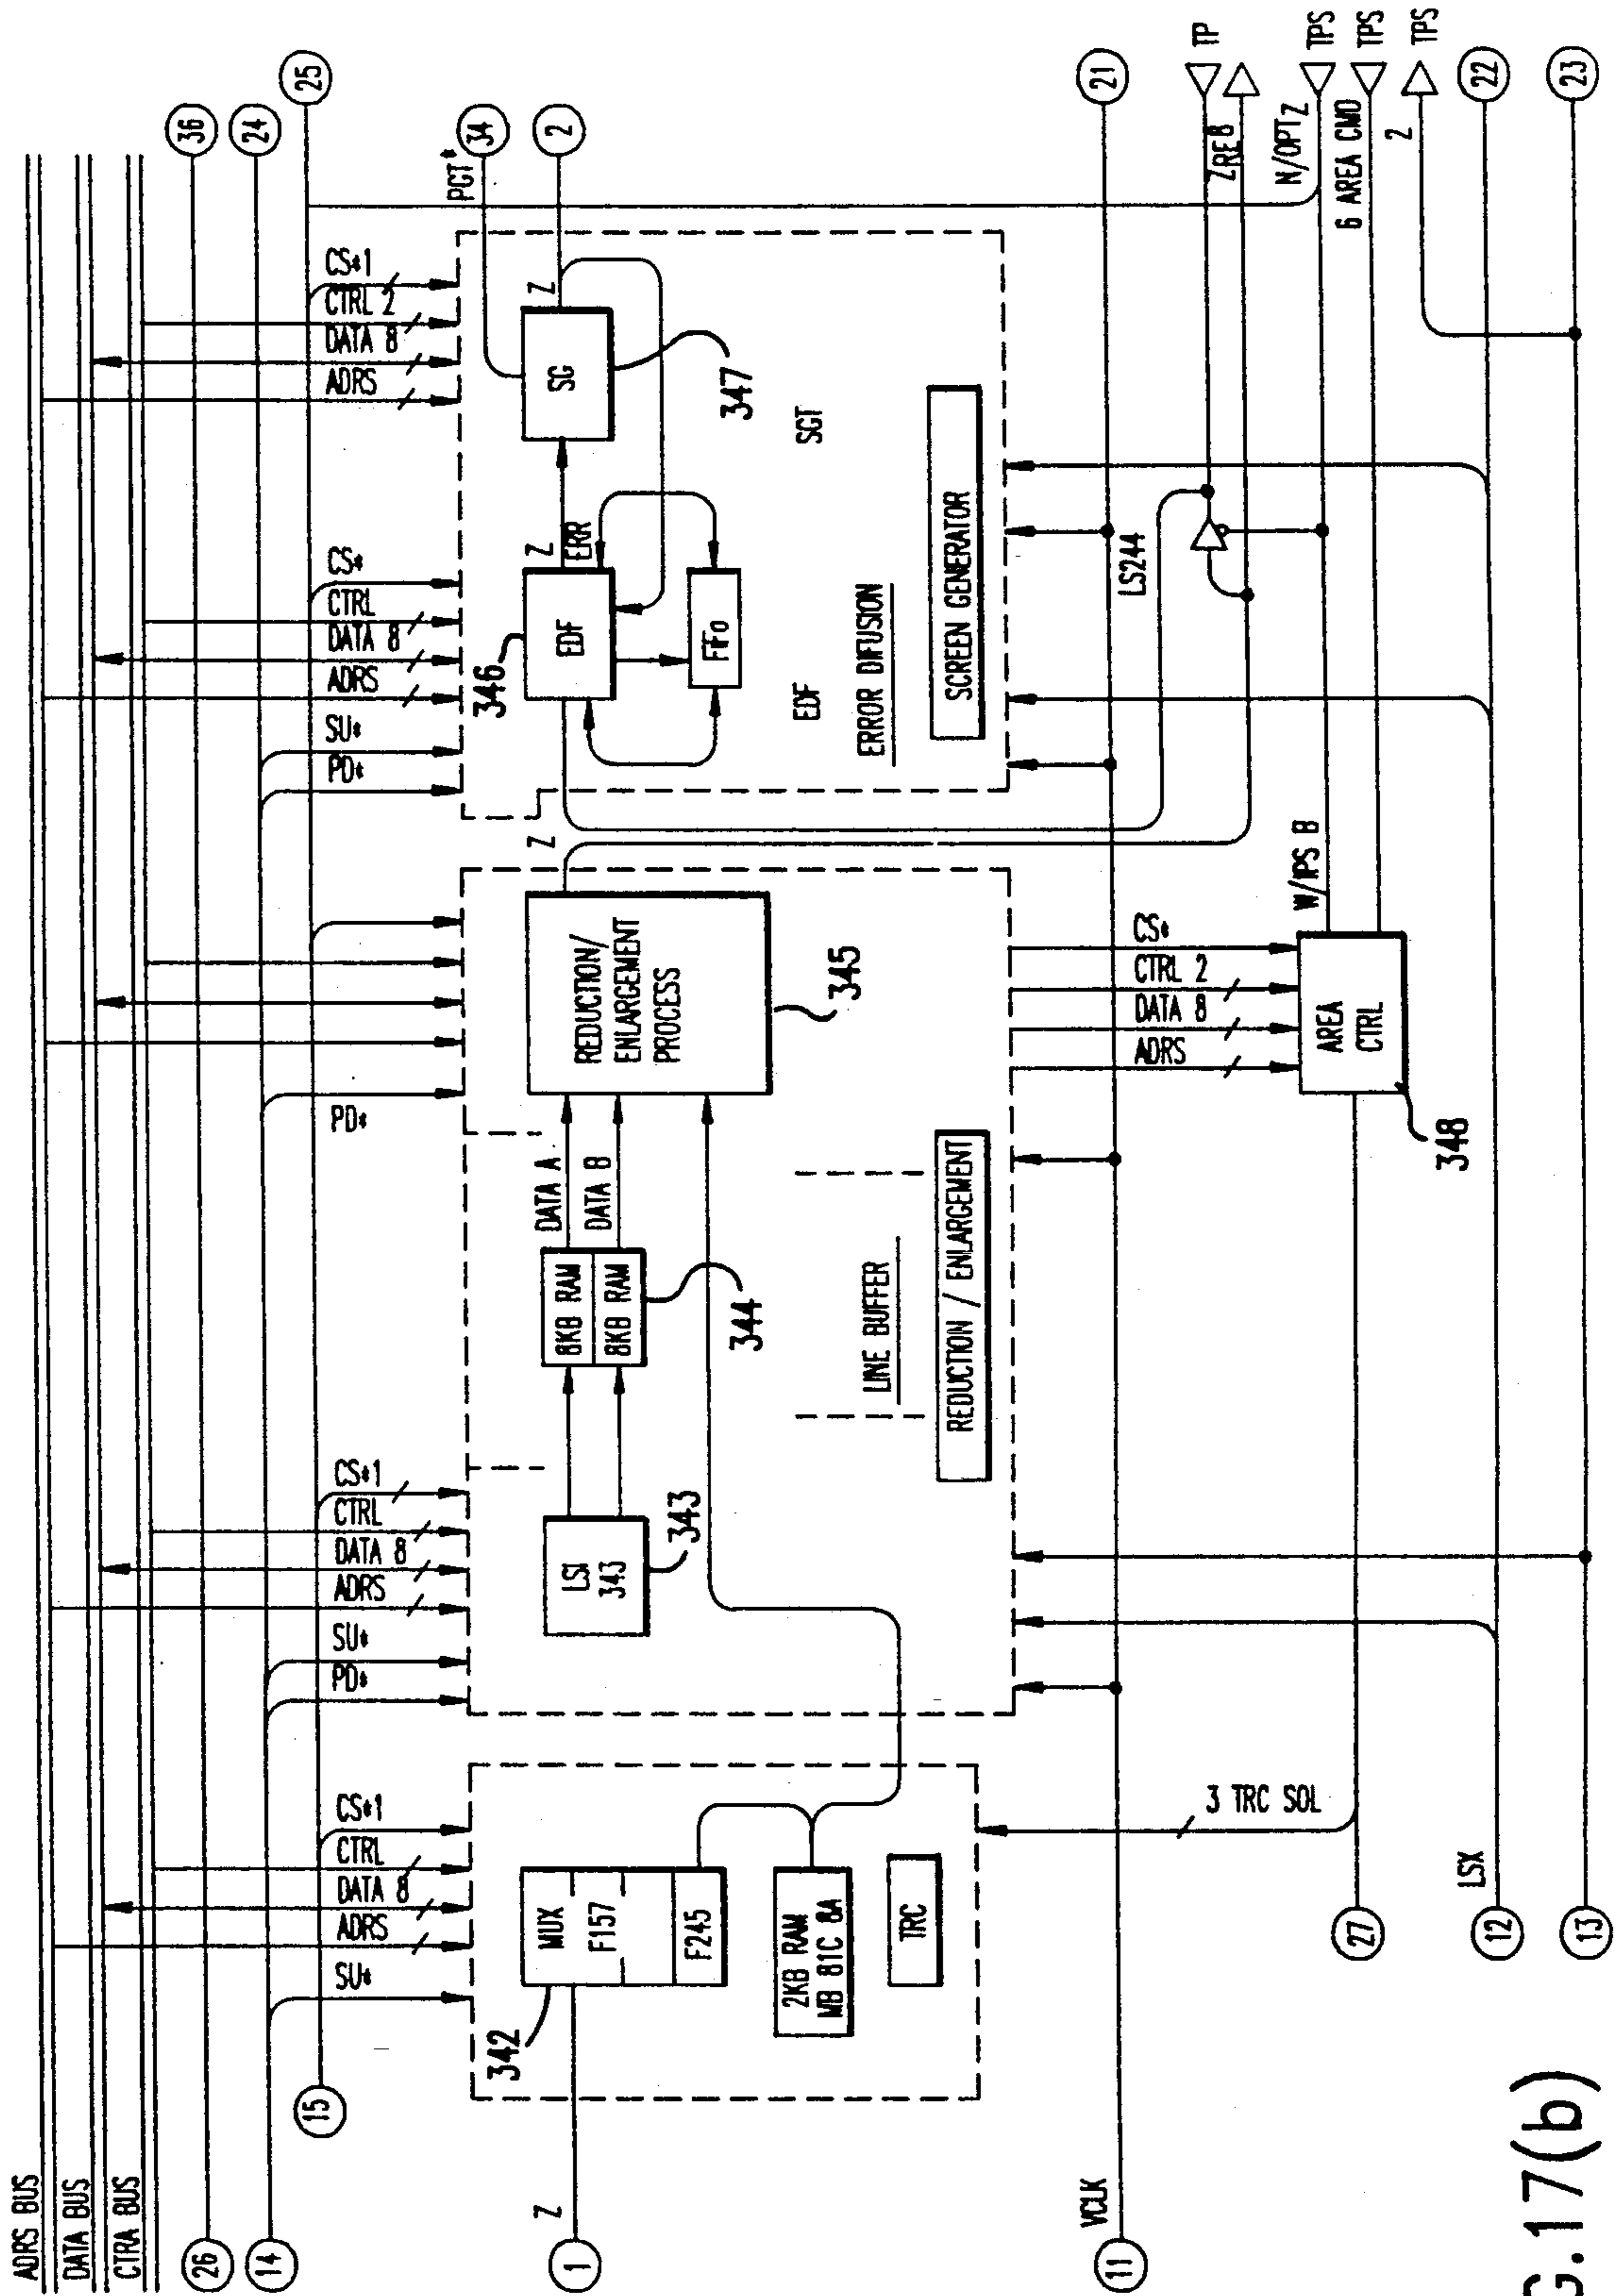 ADRS BUS
DATA BUS
CTRA BUS
26
14
15
36
24
25
SU*
ADRS
DATA 8
CTRL
CS*1
PD*
SU*
ADRS
DATA 8
CTRL
CS*1
PD*
PD*
SU*
ADRS
DATA 8
CTRL
CS*
ADRS
DATA 8
CTRL 2
CS*1
PGT*
34
1
Z
342
MUX
F157
F245
2KB RAM
MB 81C 8A
TRC
LSI
343
343
8KB RAM
8KB RAM
344
DATA A
DATA B
REDUCTION/
ENLARGEMENT
PROCESS
345
LINE BUFFER
REDUCTION / ENLARGEMENT
Z
346
EDF
Z
ERR
FiFo
SG
347
Z
2
EDF
SGT
ERROR DIFUSION
SCREEN GENERATOR
11
VCLK
21
LS244
TP
ZRE8
3 TRC SOL
27
ADRS
DATA 8
CTRL 2
CS*
AREA
CTRL
348
W/IPS B
N/OPTZ
TPS
6 AREA CMD
TPS
2
TPS
12
LSX
22
13
23
G.17(b)